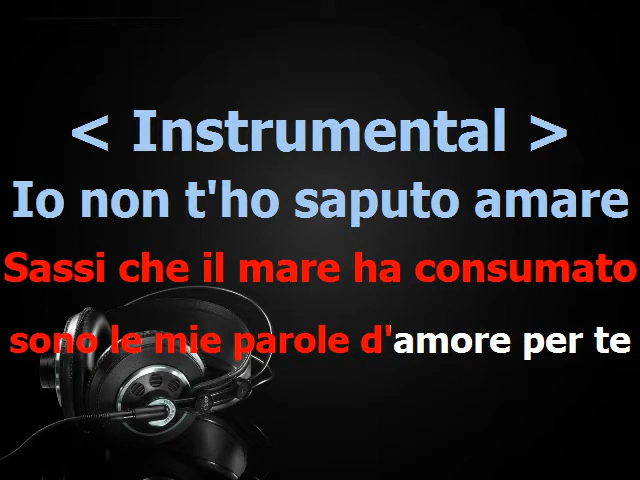 < Instrumental >
Io non t'ho saputo amare
Sassi che il mare ha consumato
sono le mie parole d'amore per te